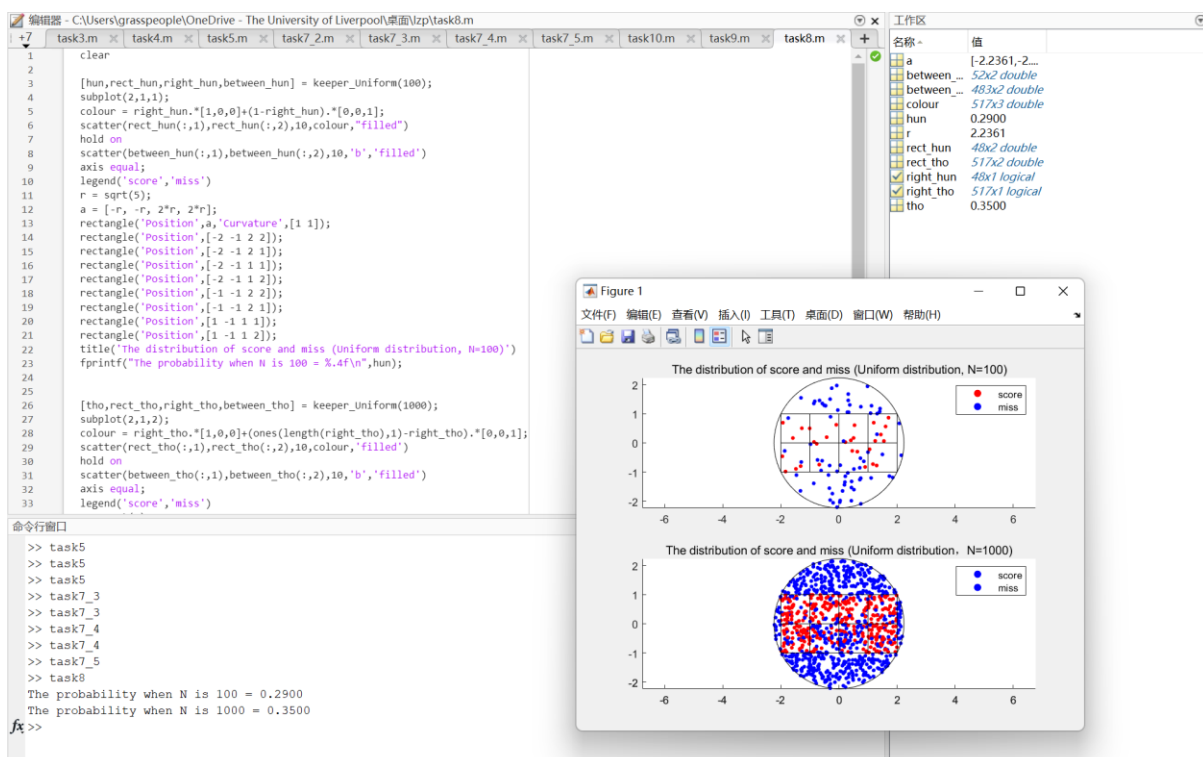 编辑器 - C:\Users\grasspeople\OneDrive - The University of Liverpool\桌面\lzp\task8.m
+7 task3.m task4.m task5.m task7_2.m task7_3.m task7_4.m task7_5.m task10.m task9.m task8.m
1 clear
2
3 [hun,rect_hun,right_hun,between_hun] = keeper_Uniform(100);
4 subplot(2,1,1);
5 colour = right_hun.*[1,0,0]+(1-right_hun).*[0,0,1];
6 scatter(rect_hun(:,1),rect_hun(:,2),10,colour,"filled")
7 hold on
8 scatter(between_hun(:,1),between_hun(:,2),10,'b','filled')
9 axis equal;
10 legend('score','miss')
11 r = sqrt(5);
12 a = [-r, -r, 2*r, 2*r];
13 rectangle('Position',a,'Curvature',[1 1]);
14 rectangle('Position',[-2 -1 2 2]);
15 rectangle('Position',[-2 -1 2 1]);
16 rectangle('Position',[-2 -1 1 1]);
17 rectangle('Position',[-2 -1 1 2]);
18 rectangle('Position',[-1 -1 2 2]);
19 rectangle('Position',[-1 -1 2 1]);
20 rectangle('Position',[1 -1 1 1]);
21 rectangle('Position',[1 -1 1 2]);
22 title('The distribution of score and miss (Uniform distribution, N=100)')
23 fprintf("The probability when N is 100 = %.4f\n",hun);
24
25
26 [tho,rect_tho,right_tho,between_tho] = keeper_Uniform(1000);
27 subplot(2,1,2);
28 colour = right_tho.*[1,0,0]+(ones(length(right_tho),1)-right_tho).*[0,0,1];
29 scatter(rect_tho(:,1),rect_tho(:,2),10,colour,'filled')
30 hold on
31 scatter(between_tho(:,1),between_tho(:,2),10,'b','filled')
32 axis equal;
33 legend('score','miss')
命令行窗口
>> task5
>> task5
>> task5
>> task7_3
>> task7_3
>> task7_4
>> task7_4
>> task7_5
>> task8
The probability when N is 100 = 0.2900
The probability when N is 1000 = 0.3500
fx >>
工作区
名称 值
a [-2.2361,-2....
between_... 52x2 double
between_... 483x2 double
colour 517x3 double
hun 0.2900
r 2.2361
rect_hun 48x2 double
rect_tho 517x2 double
right_hun 48x1 logical
right_tho 517x1 logical
tho 0.3500
Figure 1
文件(F) 编辑(E) 查看(V) 插入(I) 工具(T) 桌面(D) 窗口(W) 帮助(H)
The distribution of score and miss (Uniform distribution, N=100)
score
miss
2
1
0
-1
-2
-6 -4 -2 0 2 4 6
The distribution of score and miss (Uniform distribution，N=1000)
score
miss
2
1
0
-1
-2
-6 -4 -2 0 2 4 6